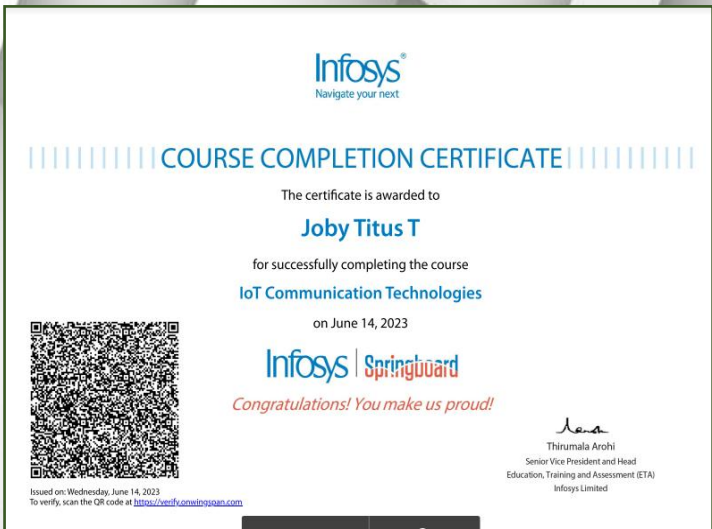 Infosys®
Navigate your next
COURSE COMPLETION CERTIFICATE
The certificate is awarded to
Joby Titus T
for successfully completing the course
IoT Communication Technologies
on June 14, 2023
Infosys | Springboard
Congratulations! You make us proud!
Thirumala Arohi
Senior Vice President and Head
Education, Training and Assessment (ETA)
Infosys Limited
Issued on: Wednesday, June 14, 2023
To verify, scan the QR code at https://verify.onwingspan.com